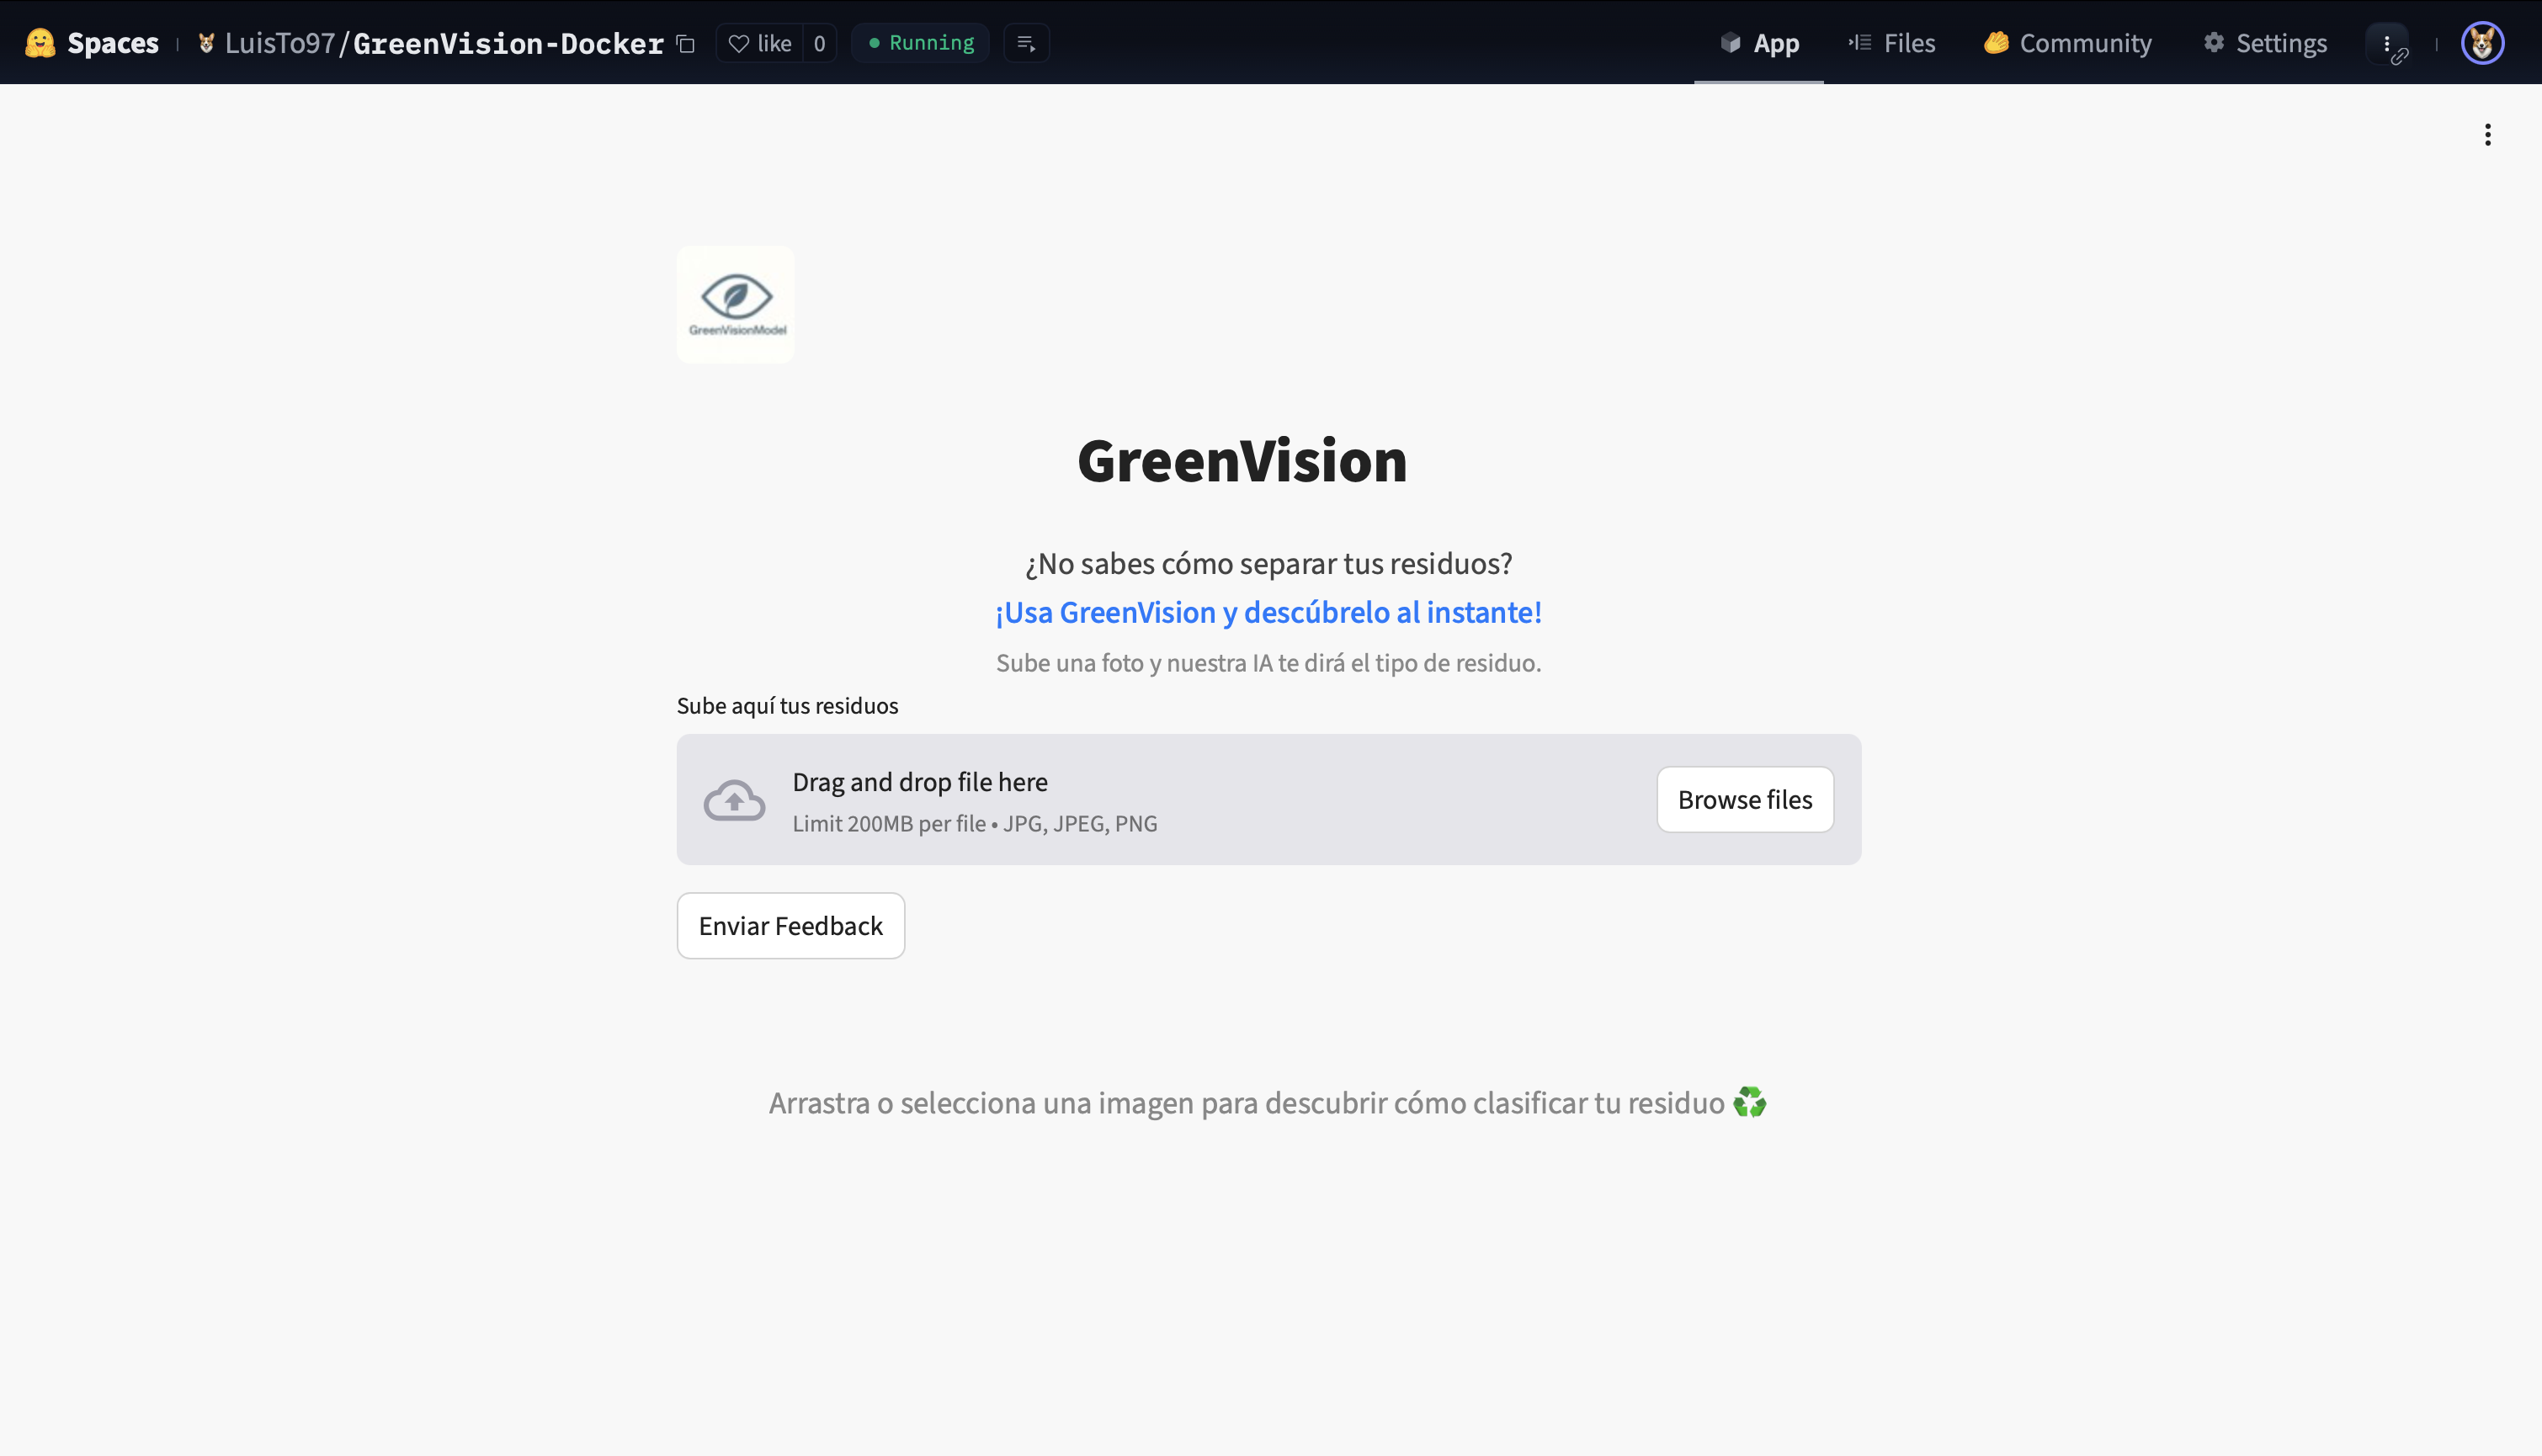 Spaces
LuisTo97/GreenVision-Docker
like 0
Running
App
Files
Community
Settings
GreenVisionModel
GreenVision
¿No sabes cómo separar tus residuos?
¡Usa GreenVision y descúbrelo al instante!
Sube una foto y nuestra IA te dirá el tipo de residuo.
Sube aquí tus residuos
Drag and drop file here
Limit 200MB per file • JPG, JPEG, PNG
Browse files
Enviar Feedback
Arrastra o selecciona una imagen para descubrir cómo clasificar tu residuo ♻️